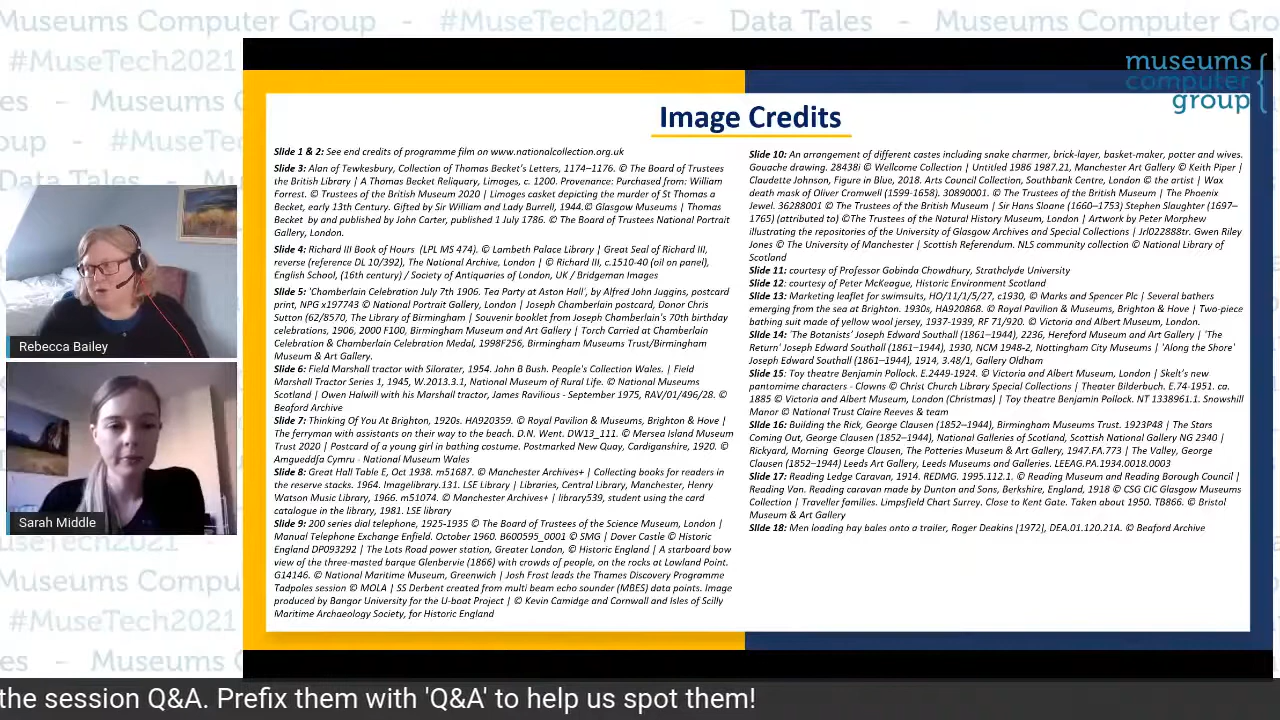 Museums Computer Group - #MuseTech2021 - Data Tales - Museums Computer Gro
#MuseTech2021
es - Museums C
oup - #MuseTec
Data Tales -
museums
computer
group
Image Credits
Slide 1 & 2: See end credits of programme film on www.nationalcollection.org.uk
Slide 3: Alan of Tewkesbury, Collection of Thomas Becket's Letters, 1174–1176. © The Board of Trustees
the British Library | A Thomas Becket Reliquary, Limoges, c. 1200. Provenance: Purchased from: William
Forrest. © Trustees of the British Museum 2020 | Limoges casket depicting the murder of St Thomas a
Becket, early 13th Century. Gifted by Sir William and Lady Burrell, 1944.© Glasgow Museums | Thomas
Becket by and published by John Carter, published 1 July 1786. © The Board of Trustees National Portrait
Gallery, London.
Slide 4: Richard III Book of Hours (LPL MS 474). © Lambeth Palace Library | Great Seal of Richard III,
reverse (reference DL 10/392), The National Archive, London | © Richard III, c.1510-40 (oil on panel),
English School, (16th century) / Society of Antiquaries of London, UK / Bridgeman Images
Slide 5: 'Chamberlain Celebration July 7th 1906. Tea Party at Aston Hall', by Alfred John Juggins, postcard
print, NPG x197743 © National Portrait Gallery, London | Joseph Chamberlain postcard, Donor Chris
Sutton (62/8570, The Library of Birmingham | Souvenir booklet from Joseph Chamberlain's 70th birthday
celebrations, 1906, 2000 F100, Birmingham Museum and Art Gallery | Torch Carried at Chamberlain
Celebration & Chamberlain Celebration Medal, 1998F256, Birmingham Museums Trust/Birmingham
Museum & Art Gallery.
Slide 6: Field Marshall tractor with Silorater, 1954. John B Bush. People's Collection Wales. | Field
Marshall Tractor Series 1, 1945, W.2013.3.1, National Museum of Rural Life. © National Museums
Scotland | Owen Halwill with his Marshall tractor, James Ravilious - September 1975, RAV/01/496/28. ©
Beaford Archive
Slide 7: Thinking Of You At Brighton, 1920s. HA920359. © Royal Pavilion & Museums, Brighton & Hove |
The ferryman with assistants on their way to the beach. D.N. Went. DW13_111. © Mersea Island Museum
Trust 2020 | Postcard of a young girl in bathing costume. Postmarked New Quay, Cardiganshire, 1920. ©
Amgueddfa Cymru - National Museum Wales
Slide 8: Great Hall Table E, Oct 1938. m51687. © Manchester Archives+ | Collecting books for readers in
the reserve stacks. 1964. Imagelibrary.131. LSE Library | Libraries, Central Library, Manchester, Henry
Watson Music Library, 1966. m51074. © Manchester Archives+ | library539, student using the card
catalogue in the library, 1981. LSE library
Slide 9: 200 series dial telephone, 1925-1935 © The Board of Trustees of the Science Museum, London |
Manual Telephone Exchange Enfield. October 1960. B600595_0001 © SMG | Dover Castle © Historic
England DP093292 | The Lots Road power station, Greater London, © Historic England | A starboard bow
view of the three-masted barque Glenbervie (1866) with crowds of people, on the rocks at Lowland Point.
G14146. © National Maritime Museum, Greenwich | Josh Frost leads the Thames Discovery Programme
Tadpoles session © MOLA | SS Derbent created from multi beam echo sounder (MBES) data points. Image
produced by Bangor University for the U-boat Project | © Kevin Camidge and Cornwall and Isles of Scilly
Maritime Archaeology Society, for Historic England
Slide 10: An arrangement of different castes including snake charmer, brick-layer, basket-maker, potter and wives.
Gouache drawing. 28438i © Wellcome Collection | Untitled 1986 1987.21, Manchester Art Gallery © Keith Piper |
Claudette Johnson, Figure in Blue, 2018. Arts Council Collection, Southbank Centre, London © the artist | Wax
death mask of Oliver Cromwell (1599-1658). 30890001. © The Trustees of the British Museum | The Phoenix
Jewel. 36288001 © The Trustees of the British Museum | Sir Hans Sloane (1660–1753) Stephen Slaughter (1697–
1765) (attributed to) ©The Trustees of the Natural History Museum, London | Artwork by Peter Morphew
illustrating the repositories of the University of Glasgow Archives and Special Collections | Jrl022888tr. Gwen Riley
Jones © The University of Manchester | Scottish Referendum. NLS community collection © National Library of
Scotland
Slide 11: courtesy of Professor Gobinda Chowdhury, Strathclyde University
Slide 12: courtesy of Peter McKeague, Historic Environment Scotland
Slide 13: Marketing leaflet for swimsuits, HO/11/1/5/27, c1930, © Marks and Spencer Plc | Several bathers
emerging from the sea at Brighton. 1930s, HA920868. © Royal Pavilion & Museums, Brighton & Hove | Two-piece
bathing suit made of yellow wool jersey, 1937-1939, RF 71/920. © Victoria and Albert Museum, London.
Slide 14: 'The Botanists' Joseph Edward Southall (1861–1944), 2236, Hereford Museum and Art Gallery | 'The
Return' Joseph Edward Southall (1861–1944), 1930, NCM 1948-2, Nottingham City Museums | 'Along the Shore'
Joseph Edward Southall (1861–1944), 1914, 3.48/1, Gallery Oldham
Slide 15: Toy theatre Benjamin Pollock. E.2449-1924. © Victoria and Albert Museum, London | Skelt's new
pantomime characters - Clowns © Christ Church Library Special Collections | Theater Bilderbuch. E.74-1951. ca.
1885 © Victoria and Albert Museum, London (Christmas) | Toy theatre Benjamin Pollock. NT 1338961.1. Snowshill
Manor © National Trust Claire Reeves & team
Slide 16: Building the Rick, George Clausen (1852–1944), Birmingham Museums Trust. 1923P48 | The Stars
Coming Out, George Clausen (1852–1944), National Galleries of Scotland, Scottish National Gallery NG 2340 |
Rickyard, Morning George Clausen, The Potteries Museum & Art Gallery, 1947.FA.773 | The Valley, George
Clausen (1852–1944) Leeds Art Gallery, Leeds Museums and Galleries. LEEAG.PA.1934.0018.0003
Slide 17: Reading Ledge Caravan, 1914. REDMG. 1995.112.1. © Reading Museum and Reading Borough Council |
Reading Van. Reading caravan made by Dunton and Sons, Berkshire, England, 1918 © CSG CIC Glasgow Museums
Collection | Traveller families. Limpsfield Chart Surrey. Close to Kent Gate. Taken about 1950. TB866. © Bristol
Museum & Art Gallery
Slide 18: Men loading hay bales onto a trailer, Roger Deakins [1972], DEA.01.120.21A. © Beaford Archive
Rebecca Bailey
Sarah Middle
seTech2021
- Museums Com
#MuseTech2021
es - Museums C
the session Q&A. Prefix them with 'Q&A' to help us spot them!